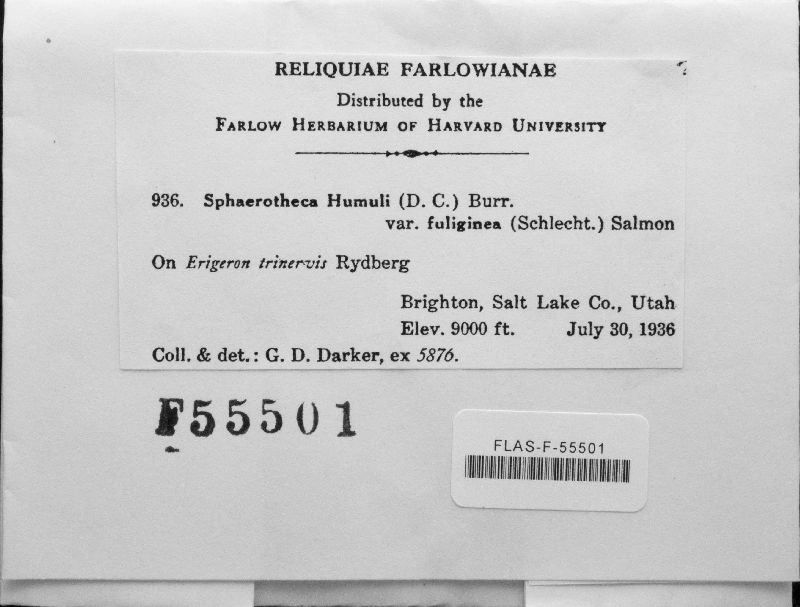 RELIQUIAE FARLOWIANAE
Distributed by the
FARLOW HERBARIUM OF HARVARD UNIVERSITY
936. Sphaerotheca Humuli (D. C.) Burr.
var. fuliginea (Schlecht.) Salmon
On Erigeron trinervis Rydberg
Brighton, Salt Lake Co., Utah
Elev. 9000 ft. July 30, 1936
Coll. & det.: G. D. Darker, ex 5876.
F55501
FLAS-F-55501